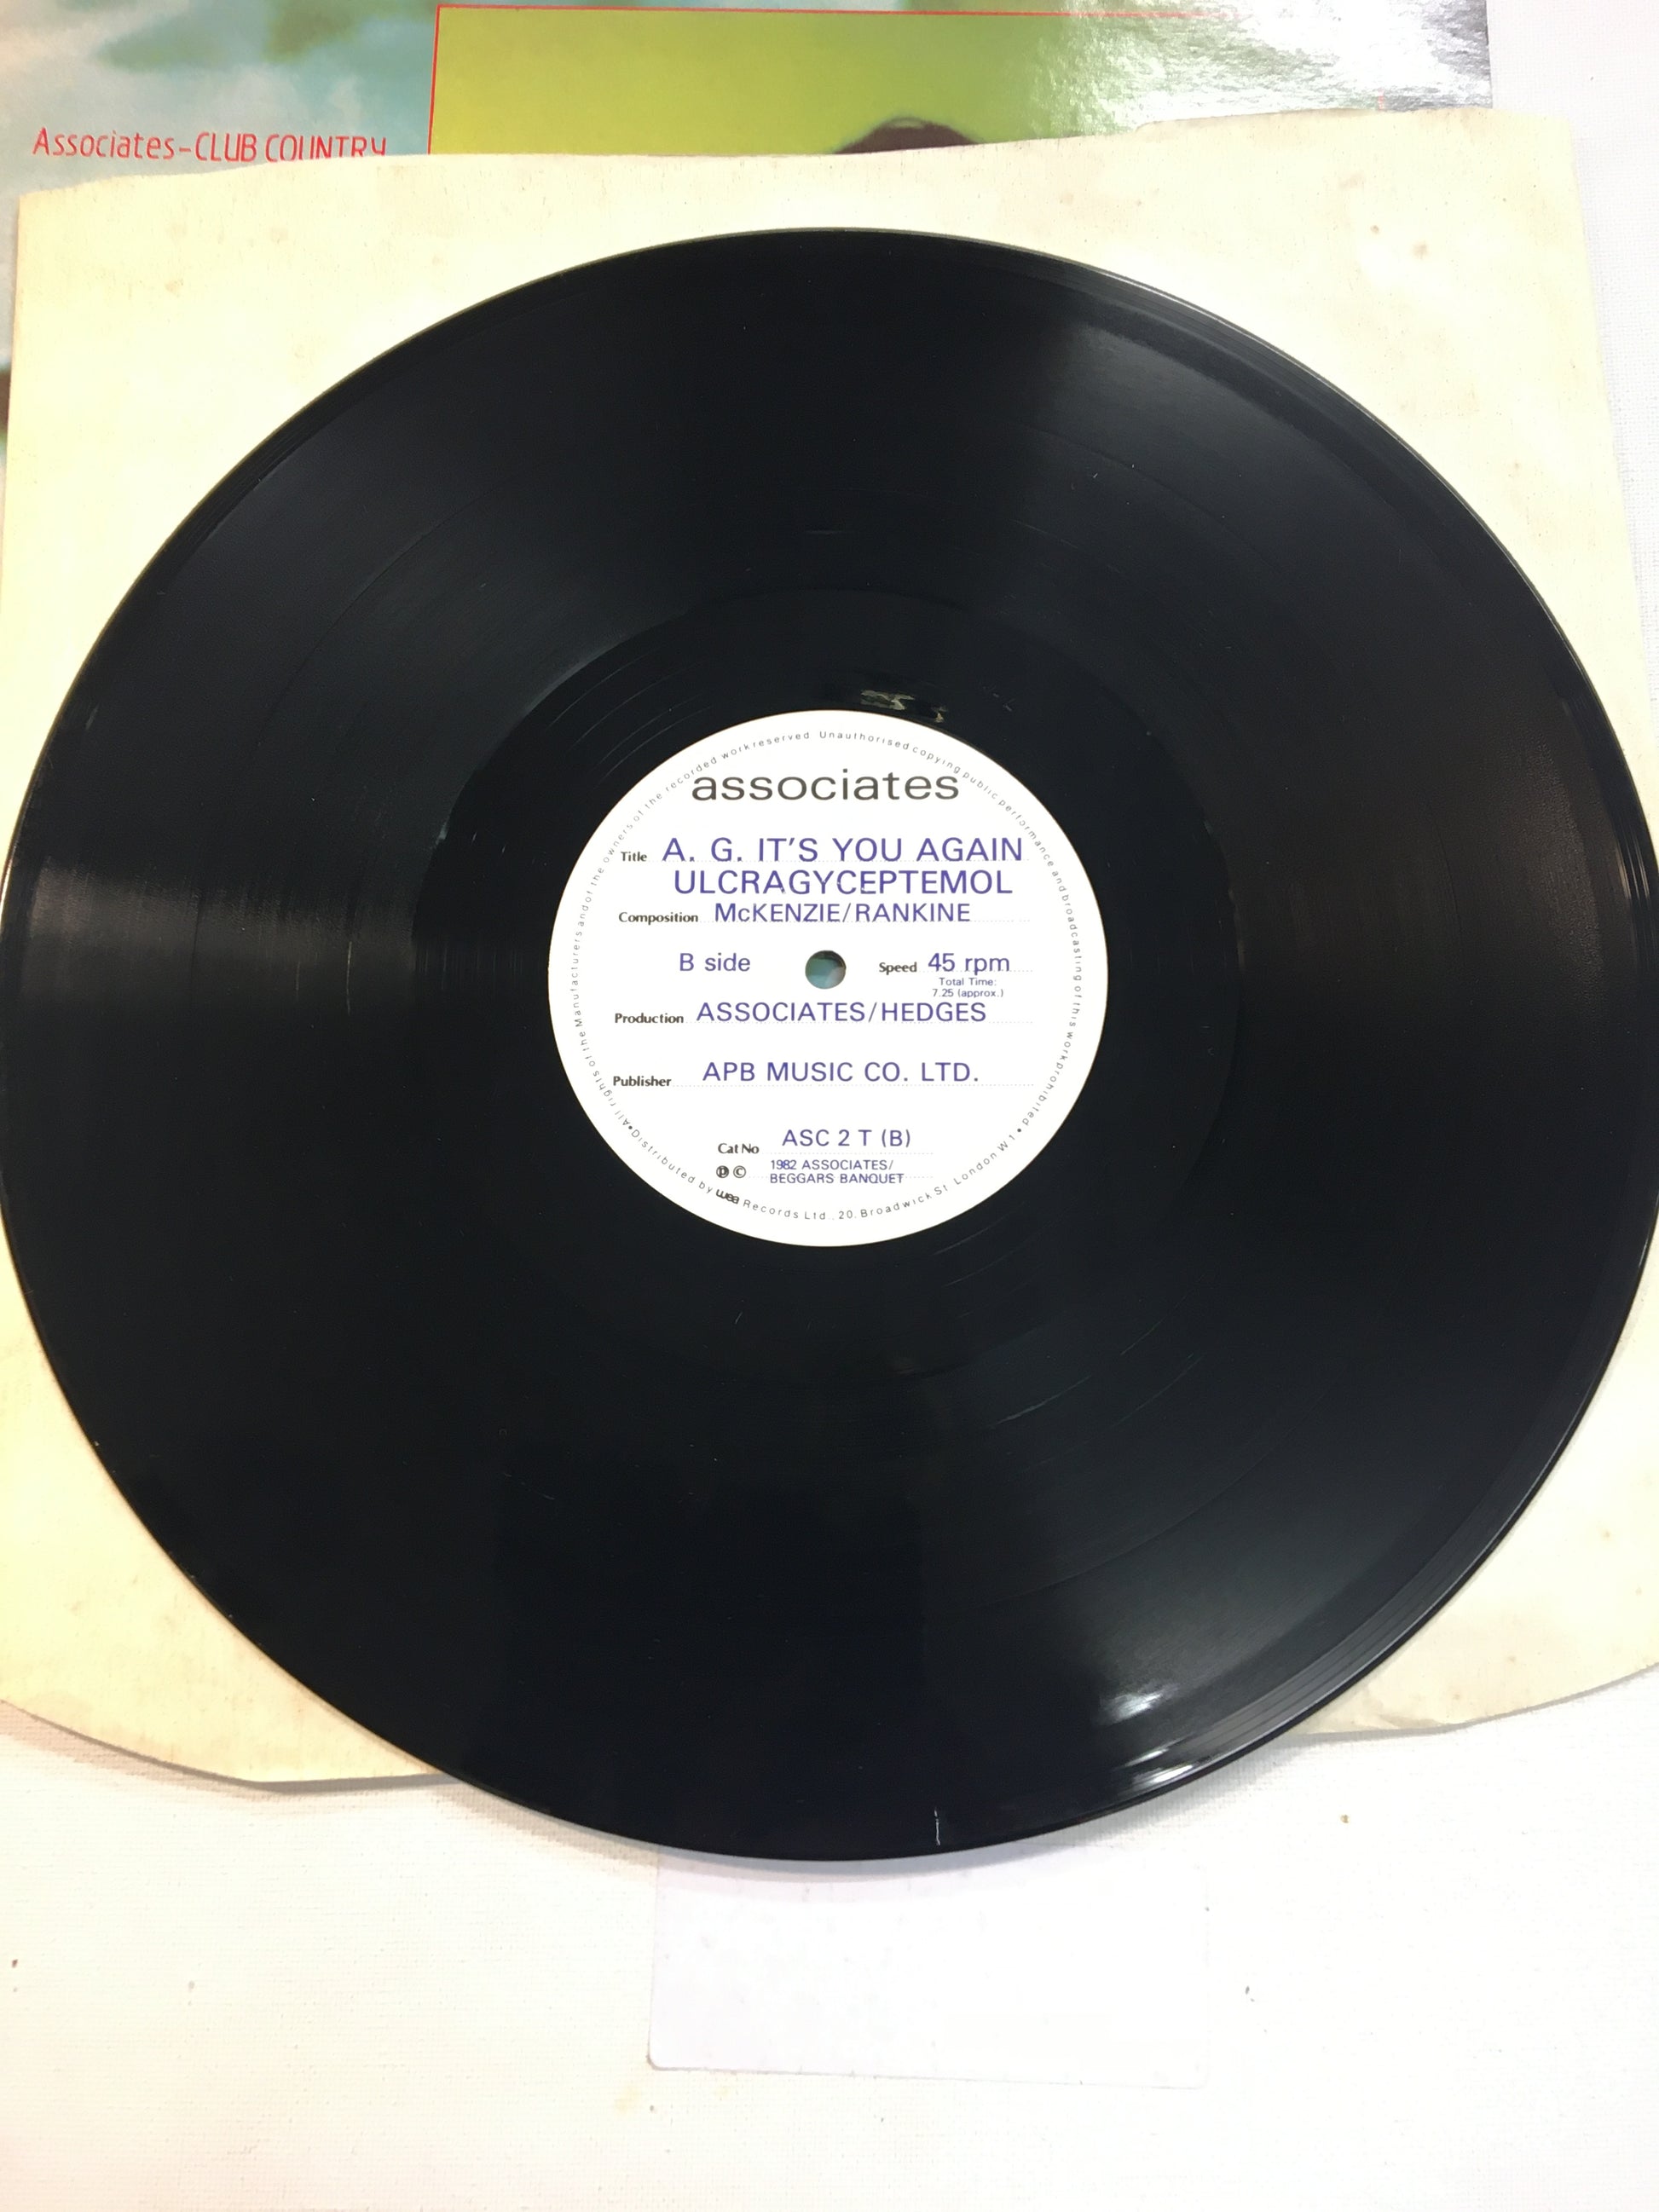 Associates-CLUB COUNTRY
associates
Title A. G. IT'S YOU AGAIN
ULCRAGYCEPTEMOL
Composition McKENZIE/RANKINE
B side Speed 45 rpm
Total Time:
7.25 (approx.)
Production ASSOCIATES/HEDGES
Publisher APB MUSIC CO. LTD.
Cat No ASC 2 T (B)
℗ © 1982 ASSOCIATES/
BEGGARS BANQUET
All rights of the Manufacturers and of the owners of the recorded work reserved. Unauthorised copying public performance and broadcasting of this work prohibited • Distributed by wea Records Ltd., 20, Broadwick St. London W1 •